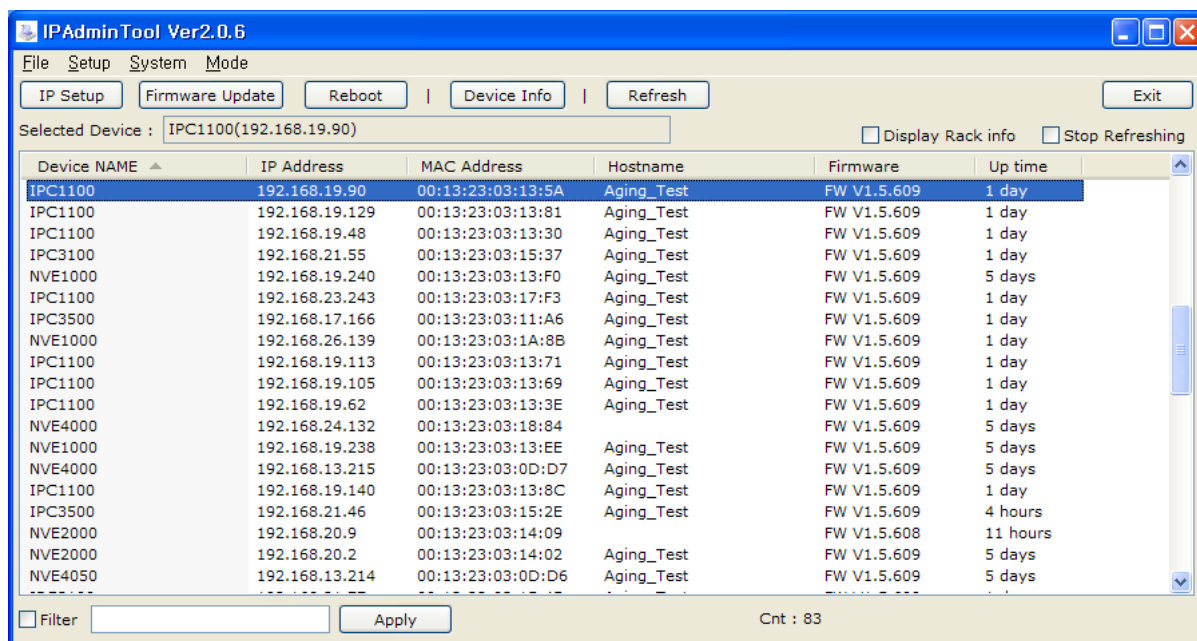 IPAdminTool Ver2.0.6
File Setup System Mode
IP Setup Firmware Update Reboot | Device Info | Refresh Exit
Selected Device : IPC1100(192.168.19.90) Display Rack info Stop Refreshing
Device NAME IP Address MAC Address Hostname Firmware Up time
IPC1100 192.168.19.90 00:13:23:03:13:5A Aging_Test FW V1.5.609 1 day
IPC1100 192.168.19.129 00:13:23:03:13:81 Aging_Test FW V1.5.609 1 day
IPC1100 192.168.19.48 00:13:23:03:13:30 Aging_Test FW V1.5.609 1 day
IPC3100 192.168.21.55 00:13:23:03:15:37 Aging_Test FW V1.5.609 1 day
NVE1000 192.168.19.240 00:13:23:03:13:F0 Aging_Test FW V1.5.609 5 days
IPC1100 192.168.23.243 00:13:23:03:17:F3 Aging_Test FW V1.5.609 1 day
IPC3500 192.168.17.166 00:13:23:03:11:A6 Aging_Test FW V1.5.609 1 day
NVE1000 192.168.26.139 00:13:23:03:1A:8B Aging_Test FW V1.5.609 1 day
IPC1100 192.168.19.113 00:13:23:03:13:71 Aging_Test FW V1.5.609 1 day
IPC1100 192.168.19.105 00:13:23:03:13:69 Aging_Test FW V1.5.609 1 day
IPC1100 192.168.19.62 00:13:23:03:13:3E Aging_Test FW V1.5.609 1 day
NVE4000 192.168.24.132 00:13:23:03:18:84 FW V1.5.609 5 days
NVE1000 192.168.19.238 00:13:23:03:13:EE Aging_Test FW V1.5.609 5 days
NVE4000 192.168.13.215 00:13:23:03:0D:D7 Aging_Test FW V1.5.609 5 days
IPC1100 192.168.19.140 00:13:23:03:13:8C Aging_Test FW V1.5.609 1 day
IPC3500 192.168.21.46 00:13:23:03:15:2E Aging_Test FW V1.5.609 4 hours
NVE2000 192.168.20.9 00:13:23:03:14:09 FW V1.5.608 11 hours
NVE2000 192.168.20.2 00:13:23:03:14:02 Aging_Test FW V1.5.609 5 days
NVE4050 192.168.13.214 00:13:23:03:0D:D6 Aging_Test FW V1.5.609 5 days
Filter Apply Cnt : 83